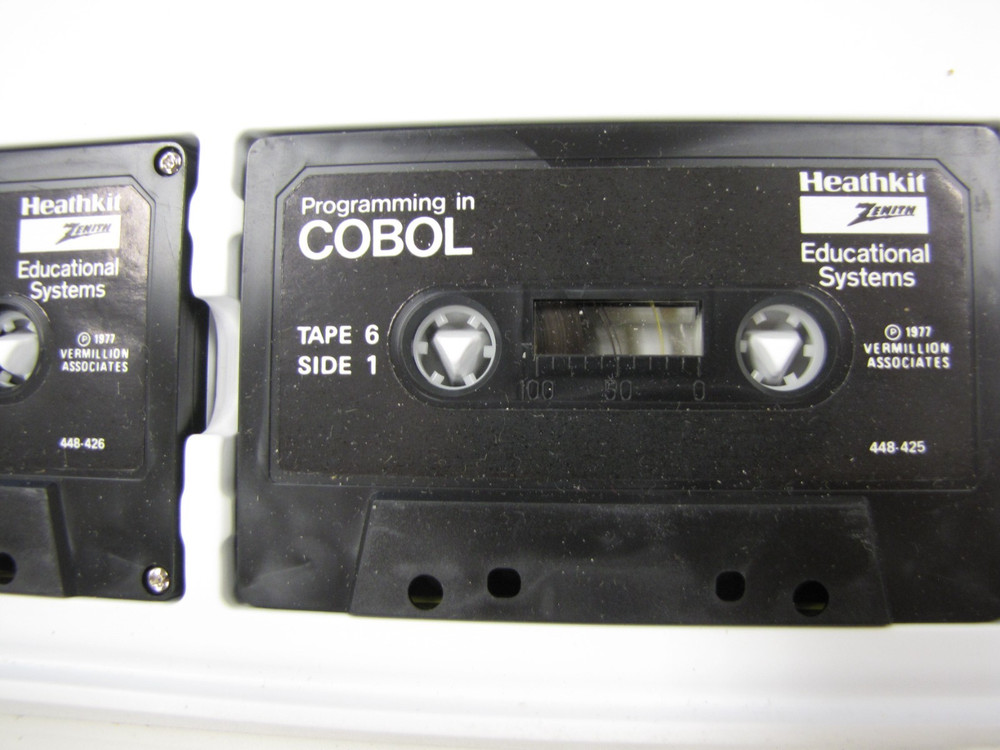 Heathkit
ZENITH
Educational
Systems
℗ 1977
VERMILLION
ASSOCIATES
448-426
Programming in
COBOL
TAPE 6
SIDE 1
Heathkit
ZENITH
Educational
Systems
100 50 0
℗ 1977
VERMILLION
ASSOCIATES
448-425